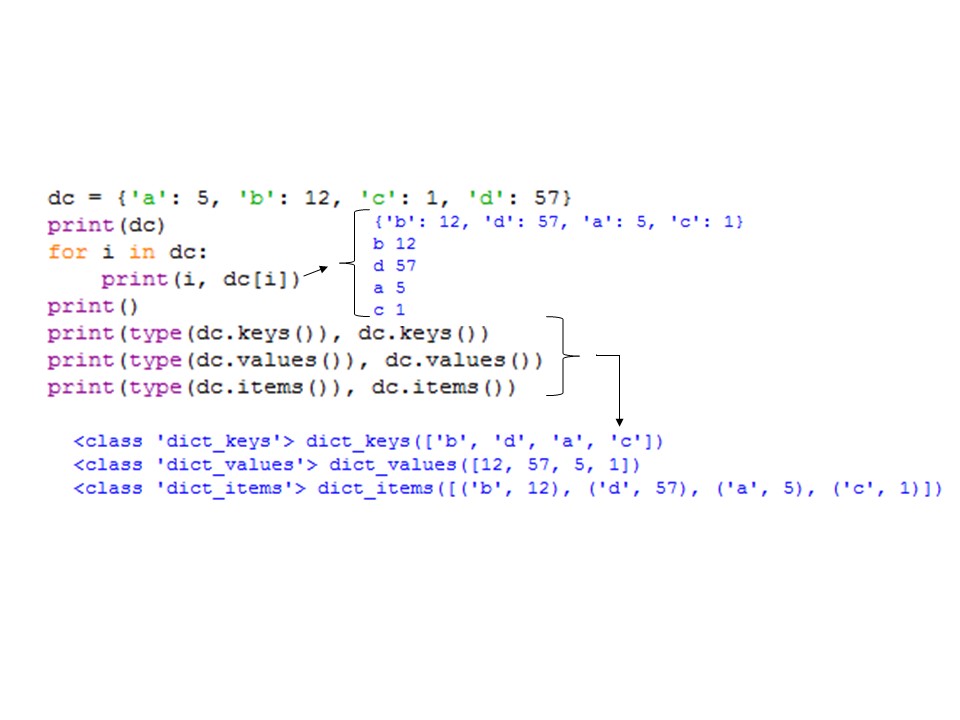 dc = {'a': 5, 'b': 12, 'c': 1, 'd': 57}
print(dc)
for i in dc:
    print(i, dc[i])
print()
print(type(dc.keys()), dc.keys())
print(type(dc.values()), dc.values())
print(type(dc.items()), dc.items())
{'b': 12, 'd': 57, 'a': 5, 'c': 1}
b 12
d 57
a 5
c 1
<class 'dict_keys'> dict_keys(['b', 'd', 'a', 'c'])
<class 'dict_values'> dict_values([12, 57, 5, 1])
<class 'dict_items'> dict_items([('b', 12), ('d', 57), ('a', 5), ('c', 1)])